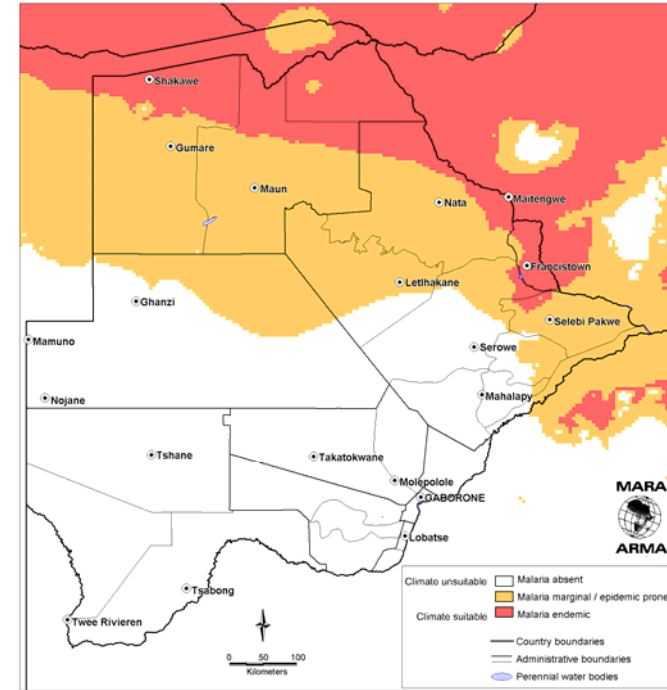 Shakawe
Gumare
Maun
Nata
Maitengwe
Francistown
Letlhakane
Ghanzi
Selebi Pakwe
Mamuno
Serowe
Nojane
Mahalapy
Tshane
Takatokwane
Molepolole
GABORONE
Lobatse
Tsabong
Twee Rivieren
MARA
ARMA
Climate unsuitable
Malaria absent
Malaria marginal / epidemic prone
Climate suitable
Malaria endemic
Country boundaries
Administrative boundaries
Perennial water bodies
0 50 100
Kilometers